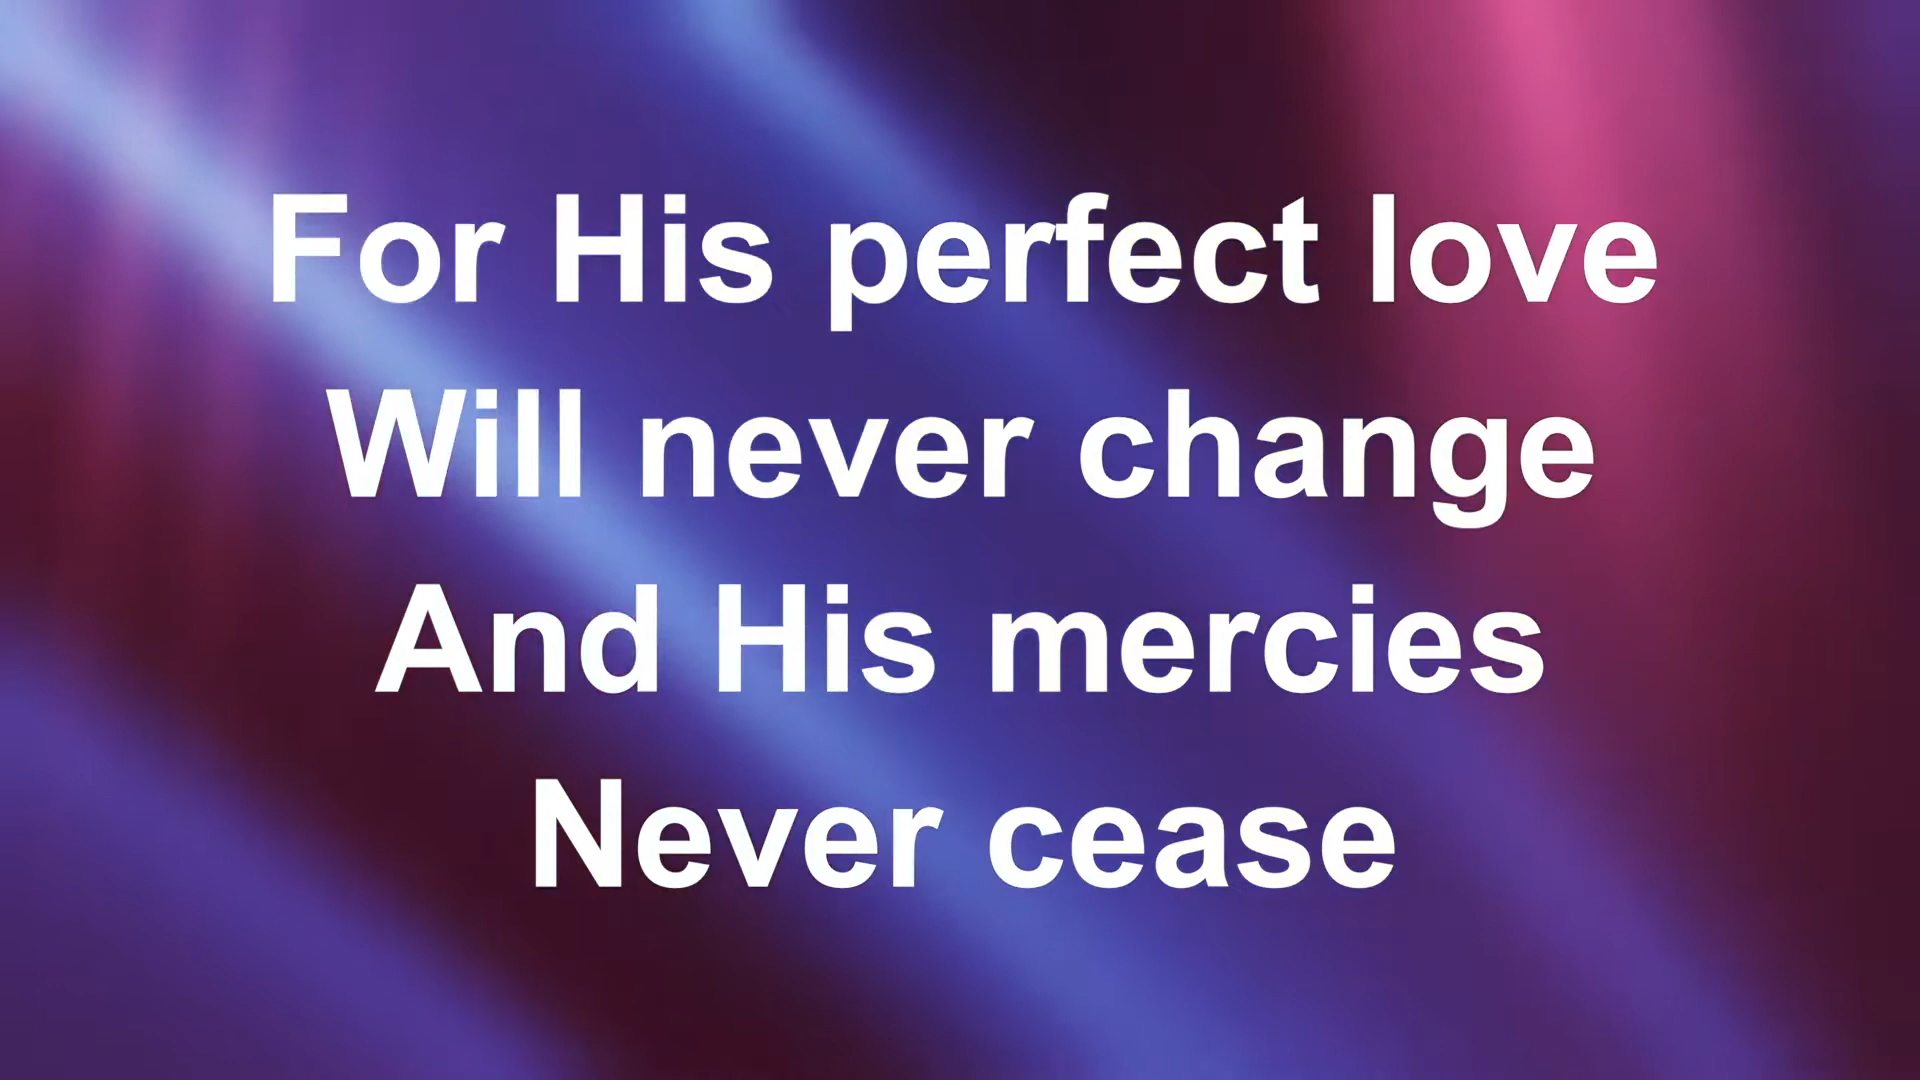 For His perfect love
Will never change
And His mercies
Never cease